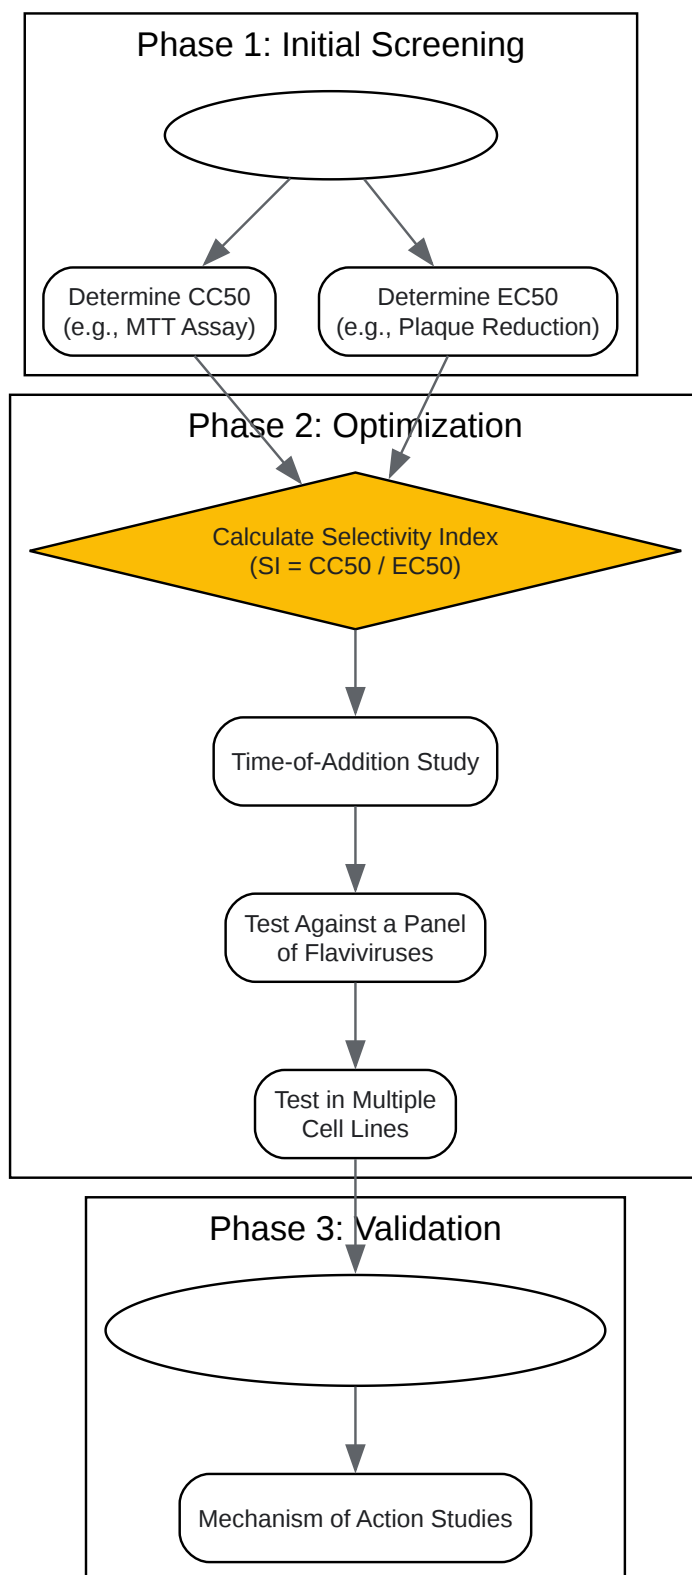 Phase 1: Initial Screening
Determine CC50
(e.g., MTT Assay)
Determine EC50
(e.g., Plaque Reduction)
Phase 2: Optimization
Calculate Selectivity Index
(SI = CC50 / EC50)
Time-of-Addition Study
Test Against a Panel
of Flaviviruses
Test in Multiple
Cell Lines
Phase 3: Validation
Mechanism of Action Studies